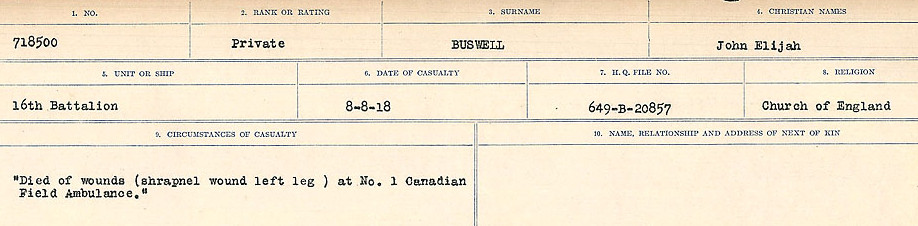 1. NO. 2. RANK OR RATING 3. SURNAME 4. CHRISTIAN NAMES
718500 Private BUSWELL John Elijah
5. UNIT OR SHIP 6. DATE OF CASUALTY 7. H.Q. FILE NO. 8. RELIGION
16th Battalion 8-8-18 649-B-20857 Church of England
9. CIRCUMSTANCES OF CASUALTY 10. NAME, RELATIONSHIP AND ADDRESS OF NEXT OF KIN
"Died of wounds (shrapnel wound left leg ) at No. 1 Canadian
Field Ambulance."